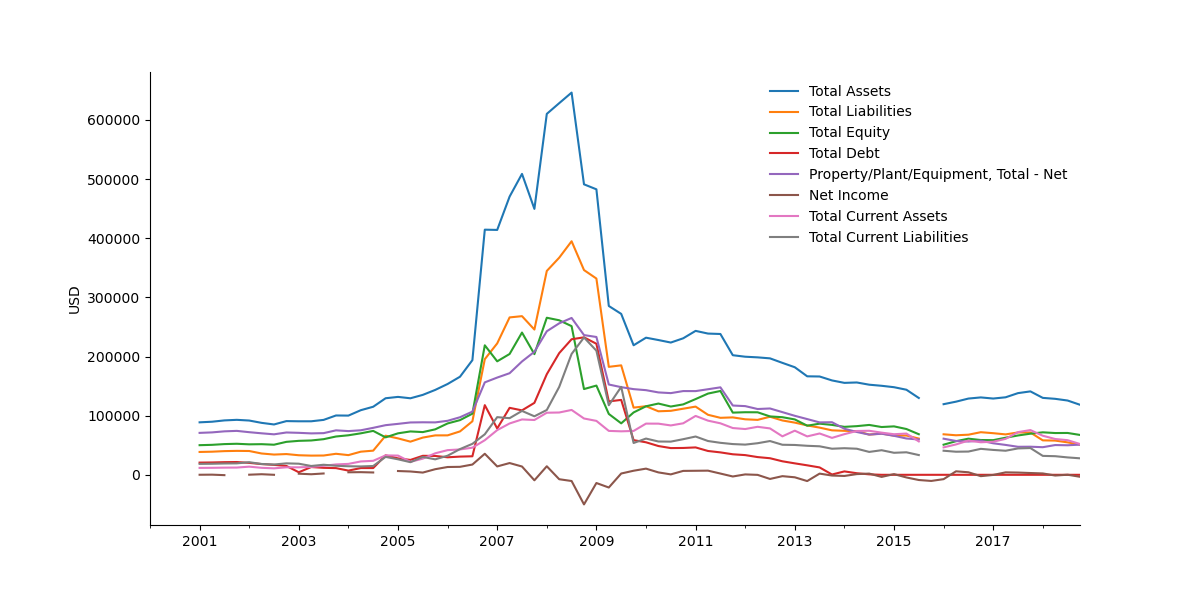 Total Assets
Total Liabilities
Total Equity
Total Debt
Property/Plant/Equipment, Total - Net
Net Income
Total Current Assets
Total Current Liabilities
600000
500000
400000
300000
200000
100000
0
USD
2001 2003 2005 2007 2009 2011 2013 2015 2017